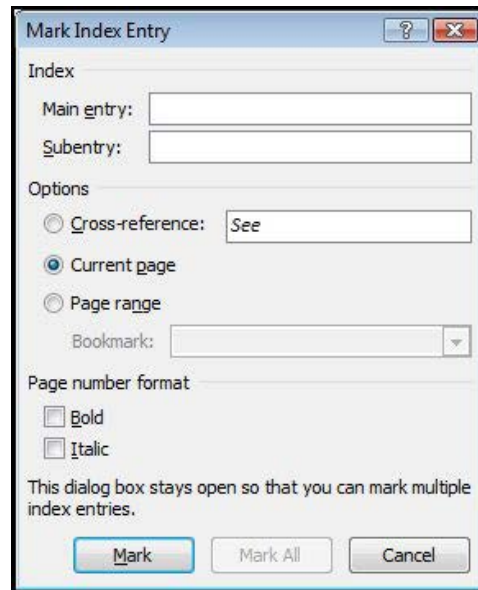 Mark Index Entry
Index
Main entry:
Subentry:
Options
Cross-reference: See
Current page
Page range
Bookmark:
Page number format
Bold
Italic
This dialog box stays open so that you can mark multiple
index entries.
Mark Mark All Cancel